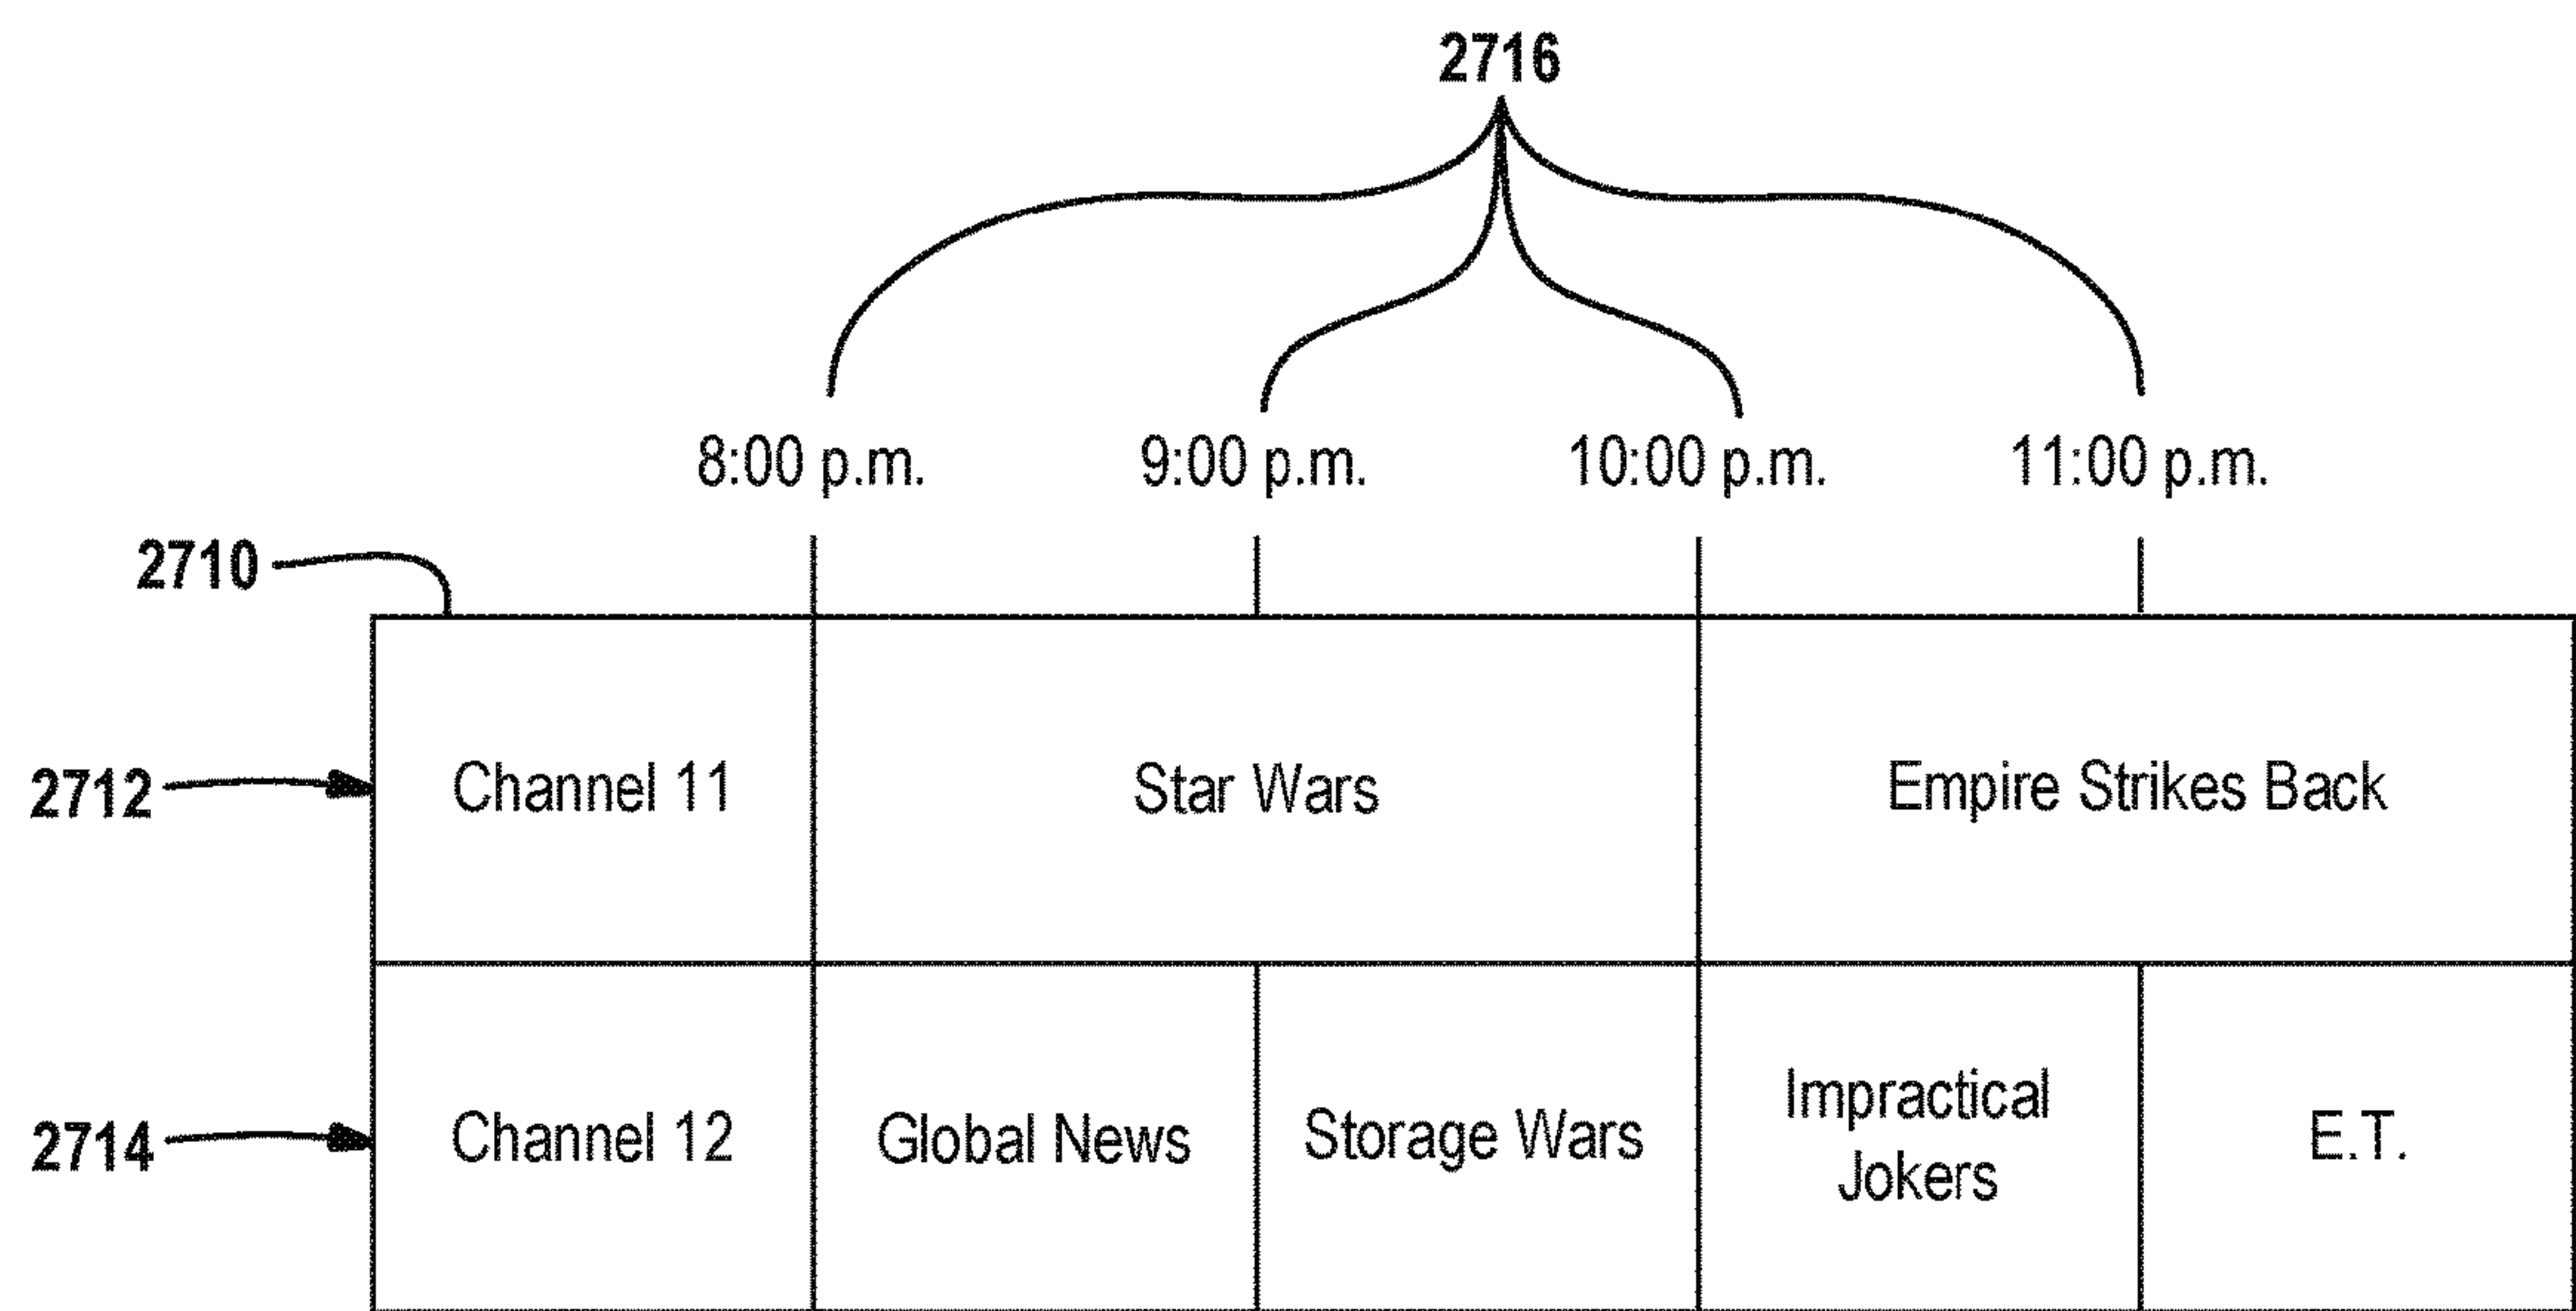 2716
8:00 p.m. 9:00 p.m. 10:00 p.m. 11:00 p.m.
2710
2712 Channel 11 Star Wars Empire Strikes Back
2714 Channel 12 Global News Storage Wars Impractical
Jokers E.T.